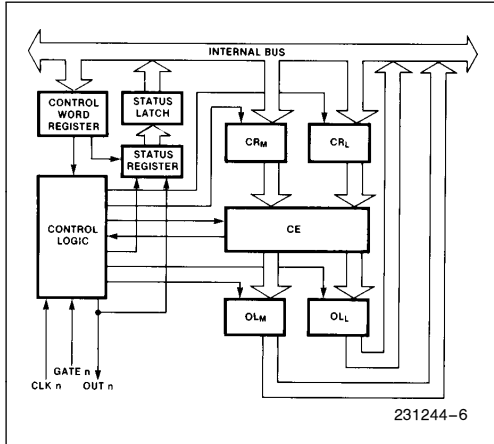 INTERNAL BUS
CONTROL
WORD
REGISTER
STATUS
LATCH
STATUS
REGISTER
CRM
CRL
CONTROL
LOGIC
CE
OLM
OLL
CLK n
GATE n
OUT n
231244-6